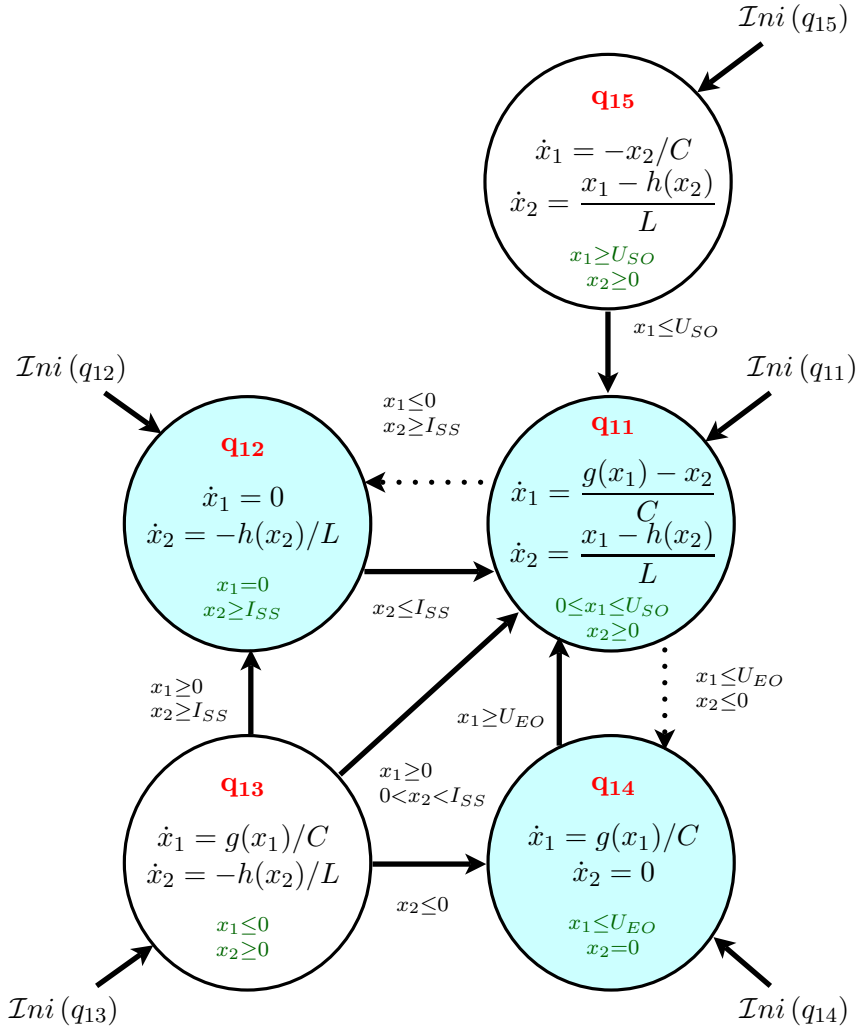 Ini (q15)
q15
ẋ1 = −x2/C
ẋ2 = (x1 − h(x2))/L
x1≥USO
x2≥0
x1≤USO
Ini (q12)
Ini (q11)
x1≤0
x2≥ISS
q12
ẋ1 = 0
ẋ2 = −h(x2)/L
x1=0
x2≥ISS
x2≤ISS
q11
ẋ1 = (g(x1) − x2)/C
ẋ2 = (x1 − h(x2))/L
0≤x1≤USO
x2≥0
x1≥0
x2≥ISS
x1≥UEO
x1≤UEO
x2≤0
x1≥0
0<x2<ISS
q13
ẋ1 = g(x1)/C
ẋ2 = −h(x2)/L
x1≤0
x2≥0
x2≤0
q14
ẋ1 = g(x1)/C
ẋ2 = 0
x1≤UEO
x2=0
Ini (q13)
Ini (q14)